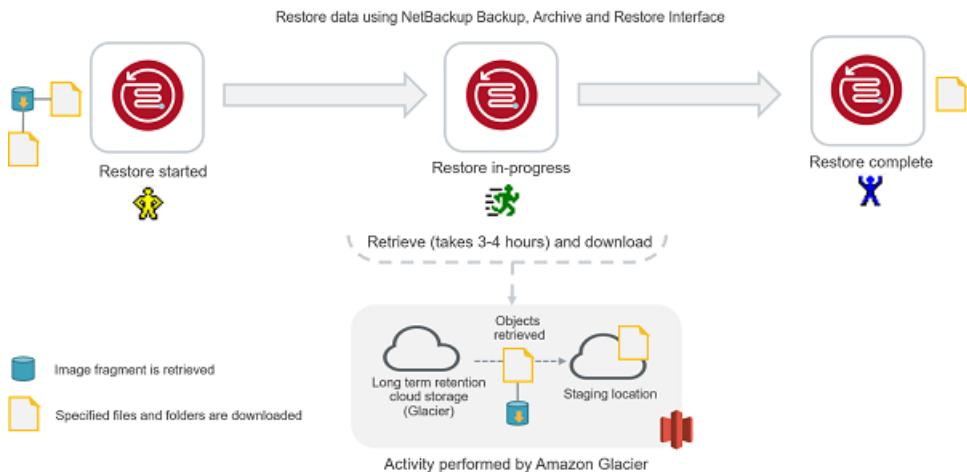 Restore data using NetBackup Backup, Archive and Restore Interface
Restore started
Restore in-progress
Restore complete
Retrieve (takes 3-4 hours) and download
Objects
retrieved
Long term retention
cloud storage
(Glacier)
Staging location
Image fragment is retrieved
Specified files and folders are downloaded
Activity performed by Amazon Glacier